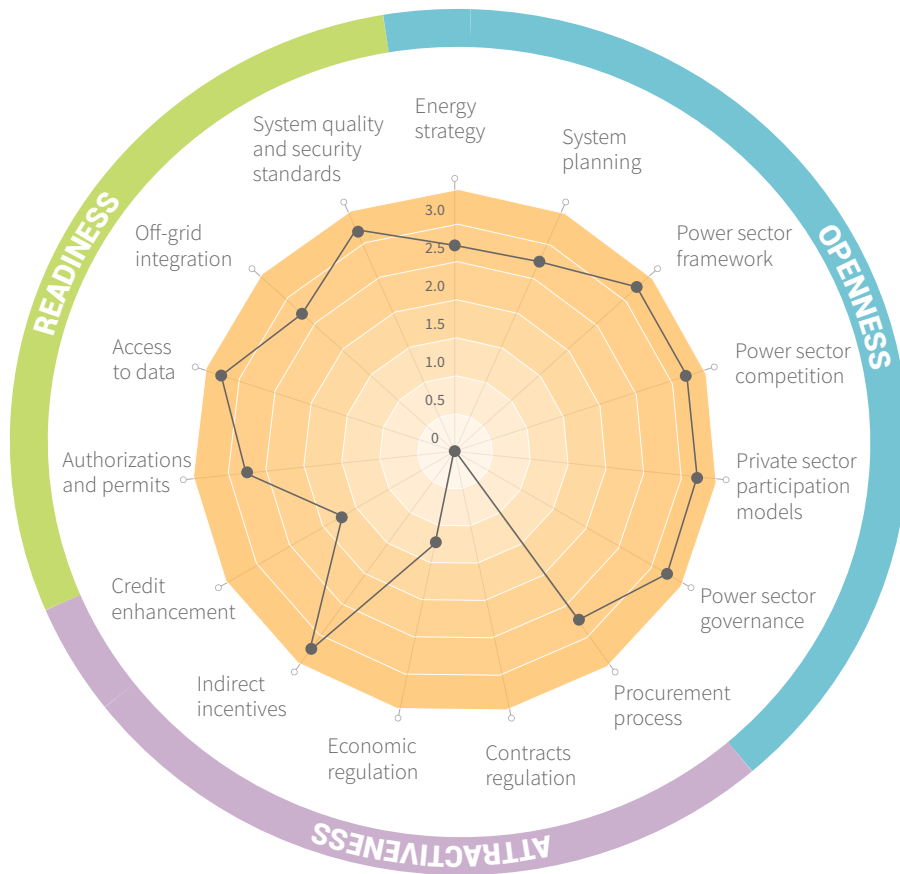 Energy
strategy
System
planning
Power sector
framework
Power sector
competition
Private sector
participation
models
Power sector
governance
Procurement
process
Contracts
regulation
Economic
regulation
Indirect
incentives
Credit
enhancement
Authorizations
and permits
Access
to data
Off-grid
integration
System quality
and security
standards
3.0
2.5
2.0
1.5
1.0
0.5
0
READINESS
OPENNESS
ATTRACTIVENESS